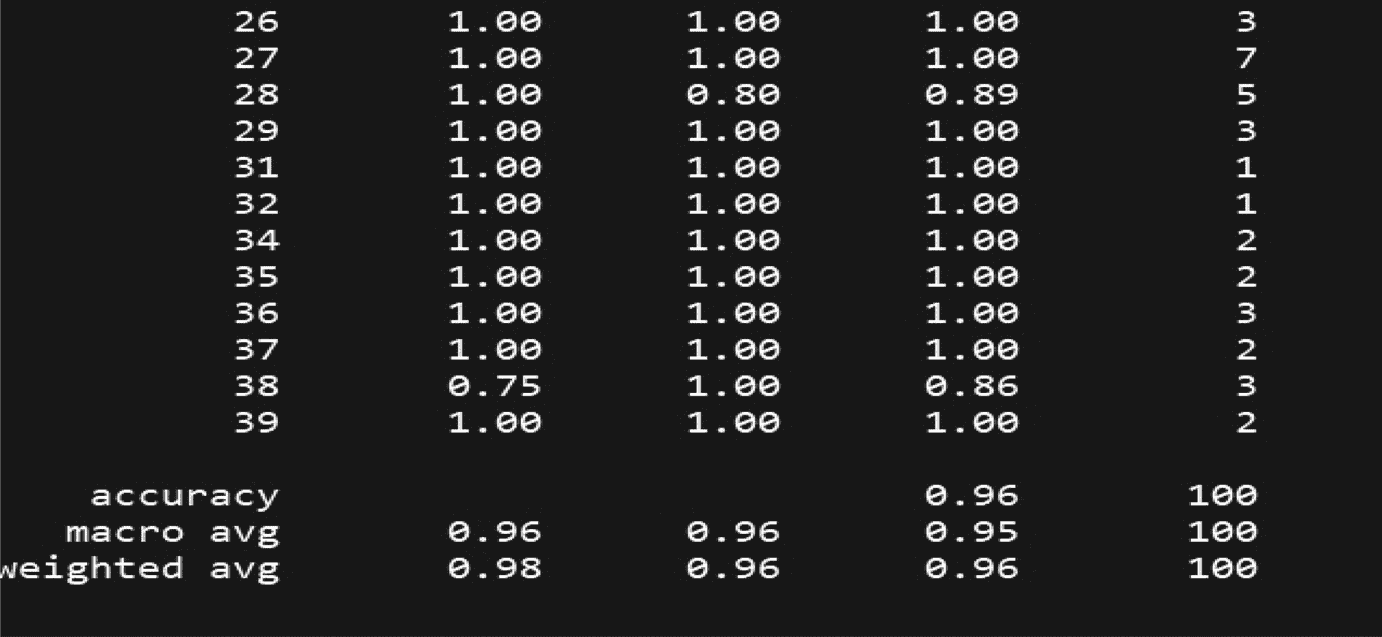 26 1.00 1.00 1.00 3
27 1.00 1.00 1.00 7
28 1.00 0.80 0.89 5
29 1.00 1.00 1.00 3
31 1.00 1.00 1.00 1
32 1.00 1.00 1.00 1
34 1.00 1.00 1.00 2
35 1.00 1.00 1.00 2
36 1.00 1.00 1.00 3
37 1.00 1.00 1.00 2
38 0.75 1.00 0.86 3
39 1.00 1.00 1.00 2
accuracy 0.96 100
macro avg 0.96 0.96 0.95 100
weighted avg 0.98 0.96 0.96 100